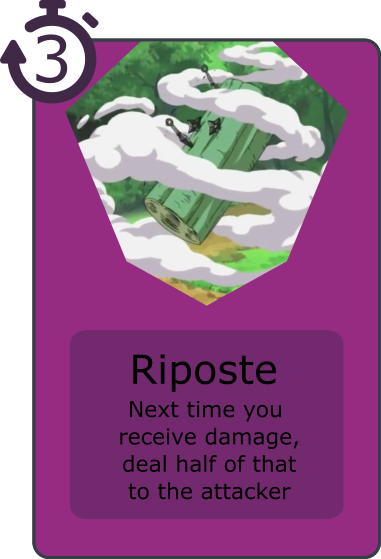 3
Riposte
Next time you
receive damage,
deal half of that
to the attacker